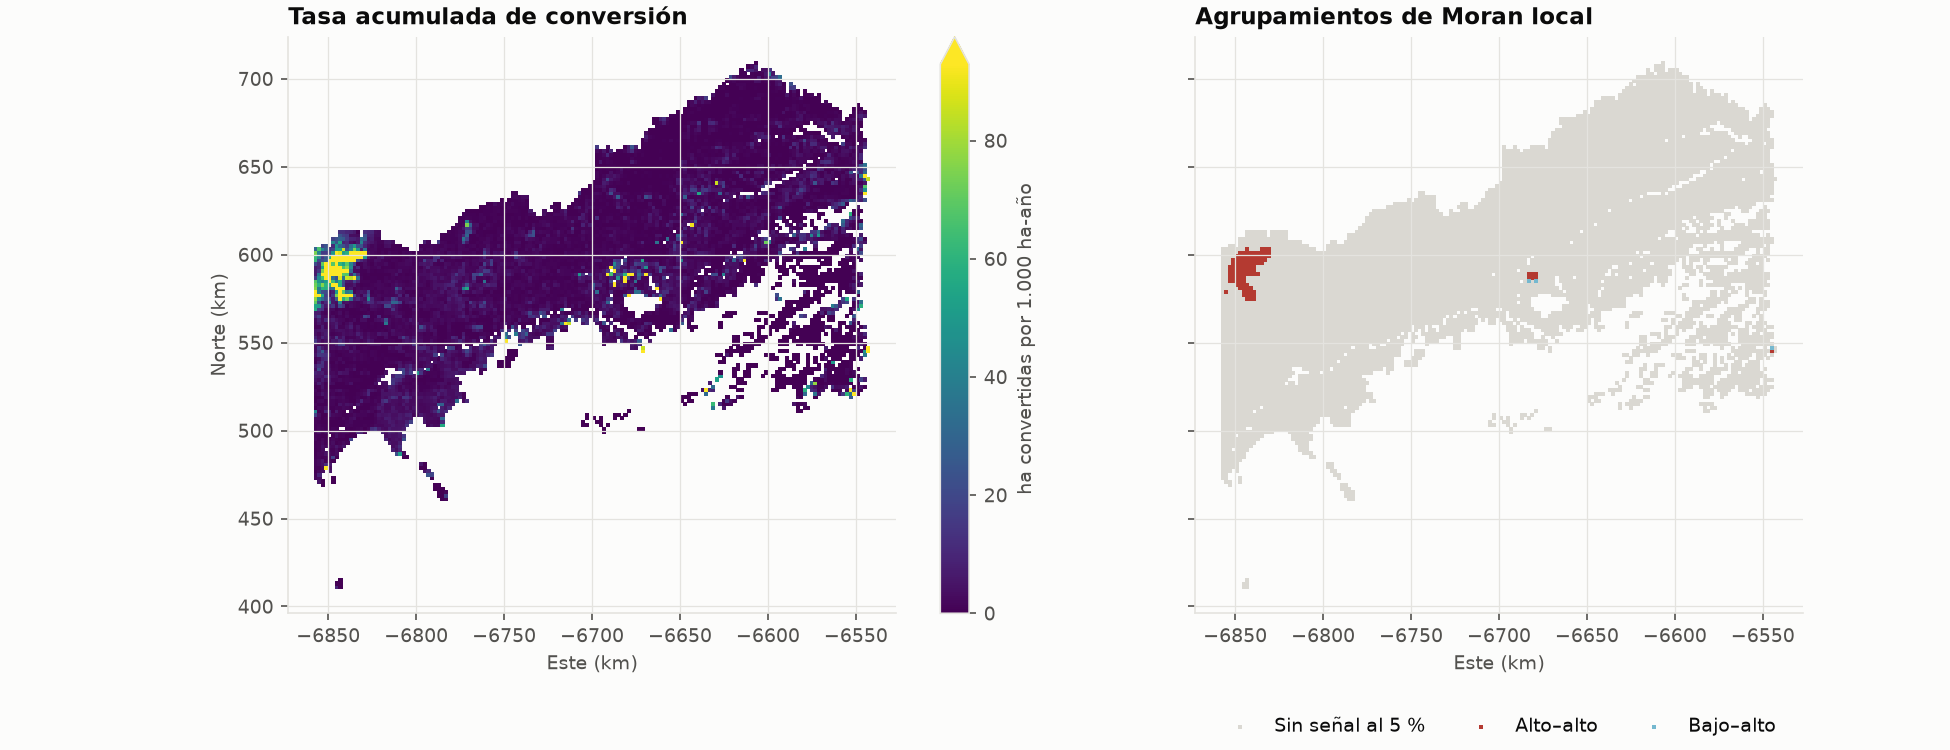 Tasa acumulada de conversión
Agrupamientos de Moran local
700
650
600
550
500
450
400
Norte (km)
−6850 −6800 −6750 −6700 −6650 −6600 −6550
Este (km)
80
60
40
20
0
ha convertidas por 1.000 ha-año
−6850 −6800 −6750 −6700 −6650 −6600 −6550
Este (km)
Sin señal al 5 % Alto–alto Bajo–alto